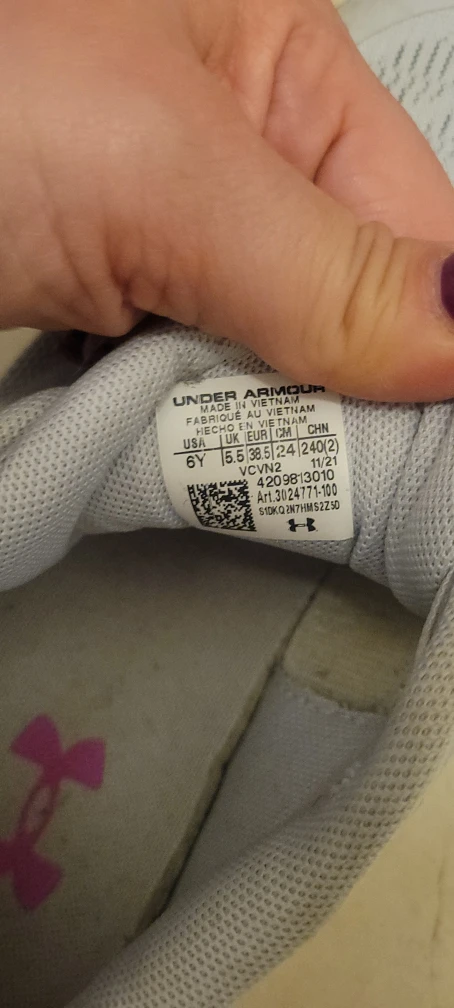 UNDER ARMOUR
MADE IN VIETNAM
FABRIQUÉ AU VIETNAM
HECHO EN VIETNAM
USA UK EUR CM CHN
6Y 5.5 38.5 24 240(2)
VCVN2 11/21
4209813010
Art.3024771-100
S1DKQ2N7HMS2Z5D